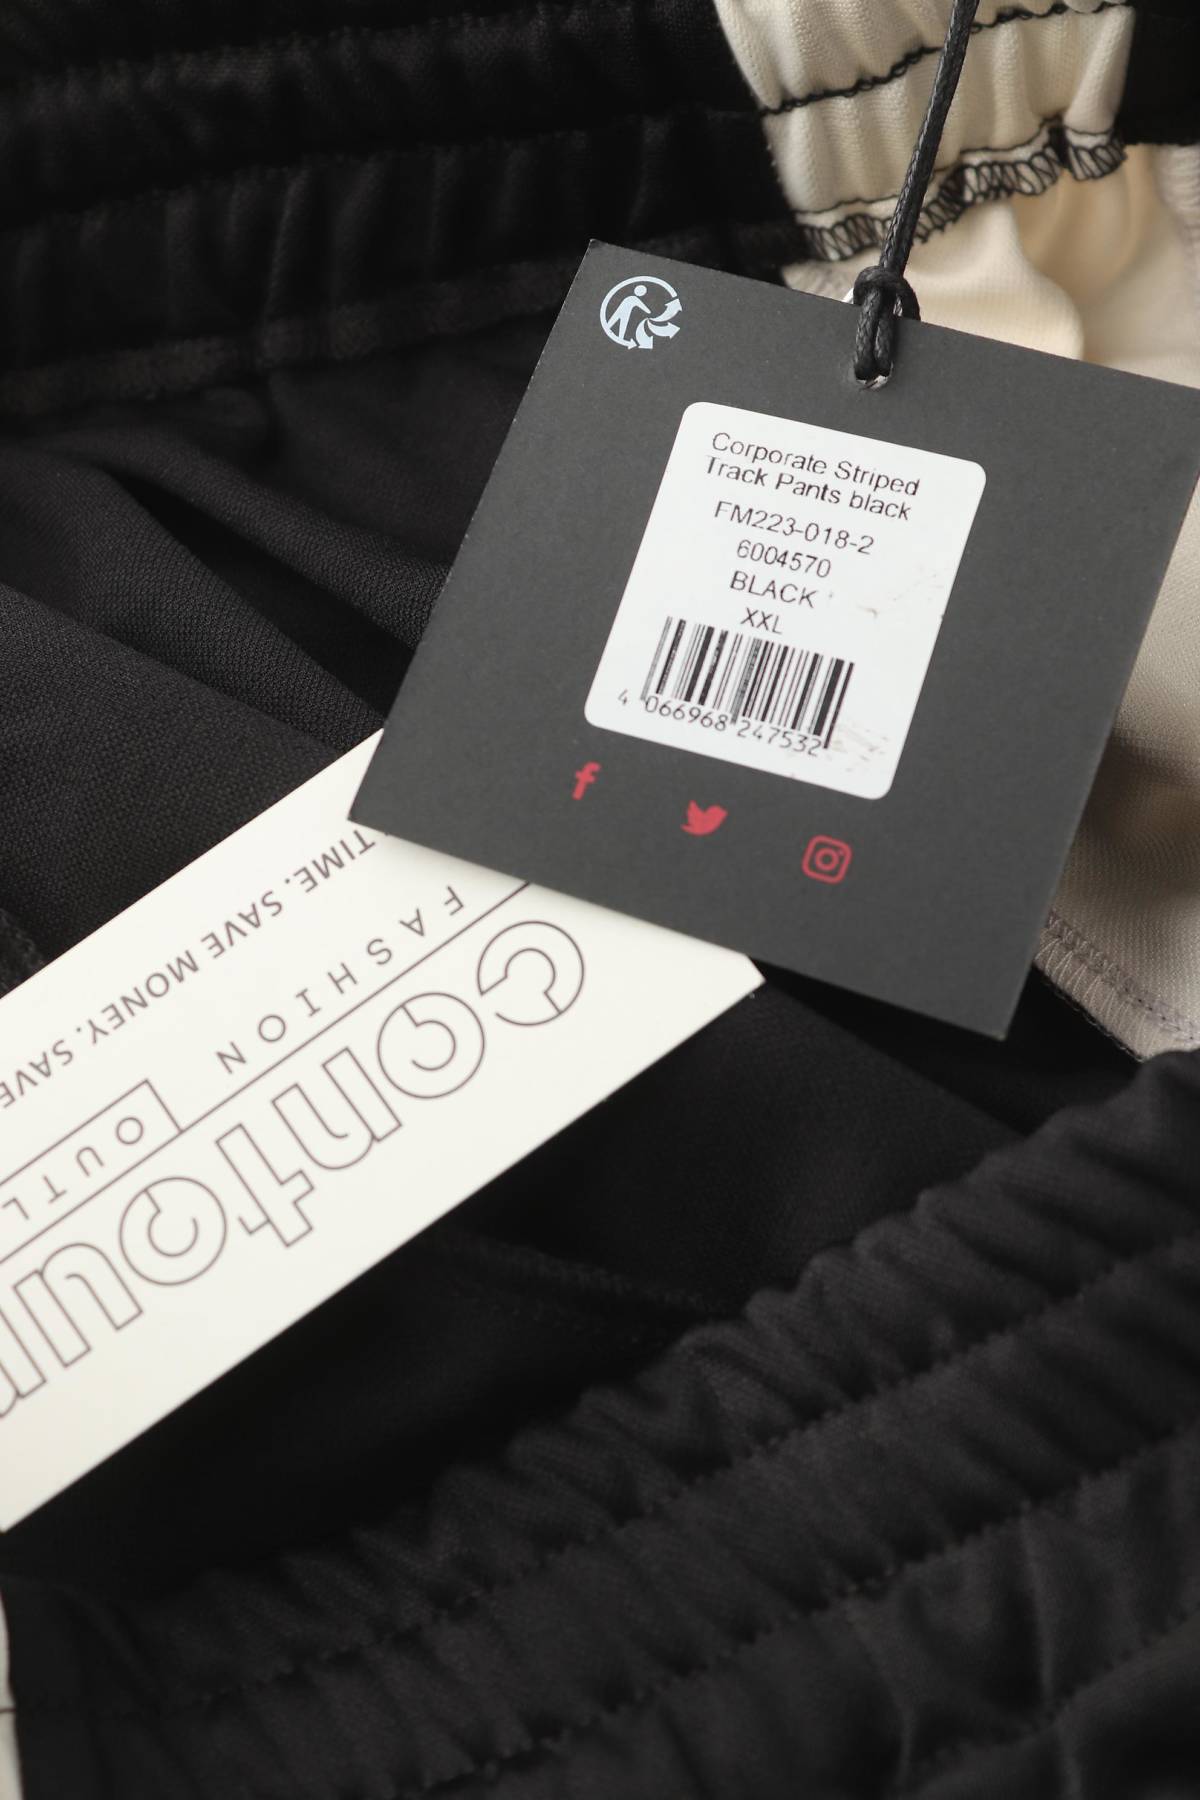 Corporate Striped
Track Pants black
FM223-018-2
6004570
BLACK
XXL
4 066968 247532
TIME. SAVE MONEY. SAVE
FASHION
contour
OUTL